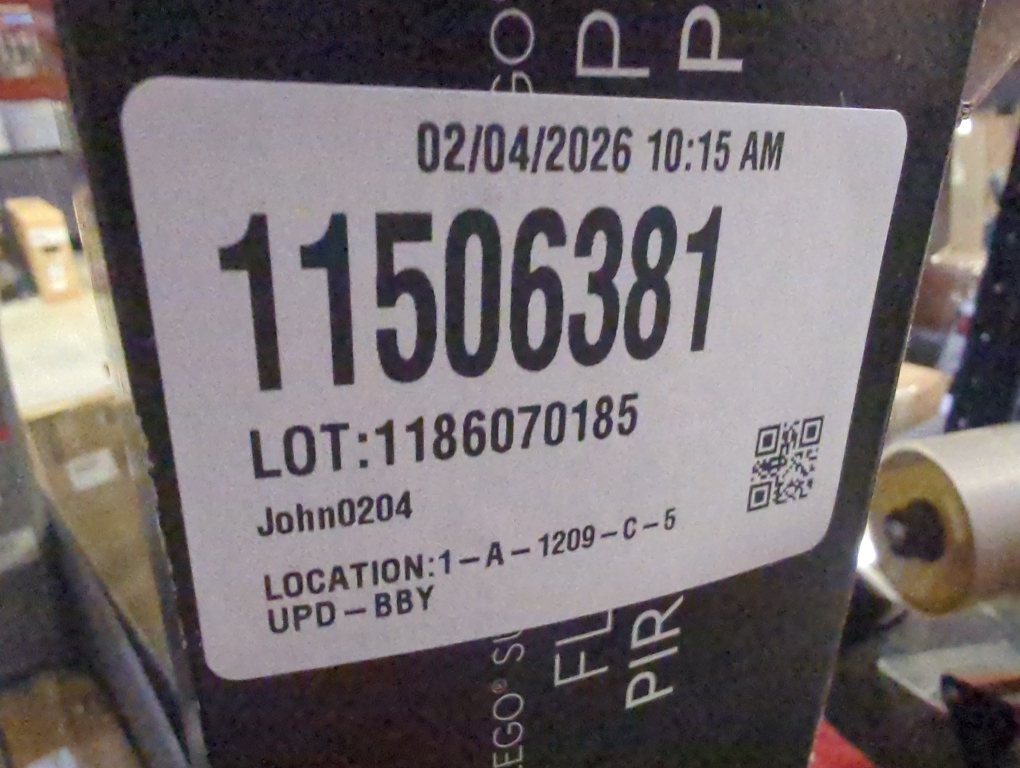 02/04/2026 10:15 AM
11506381
LOT:1186070185
John0204
LOCATION:1-A-1209-C-5
UPD-BBY